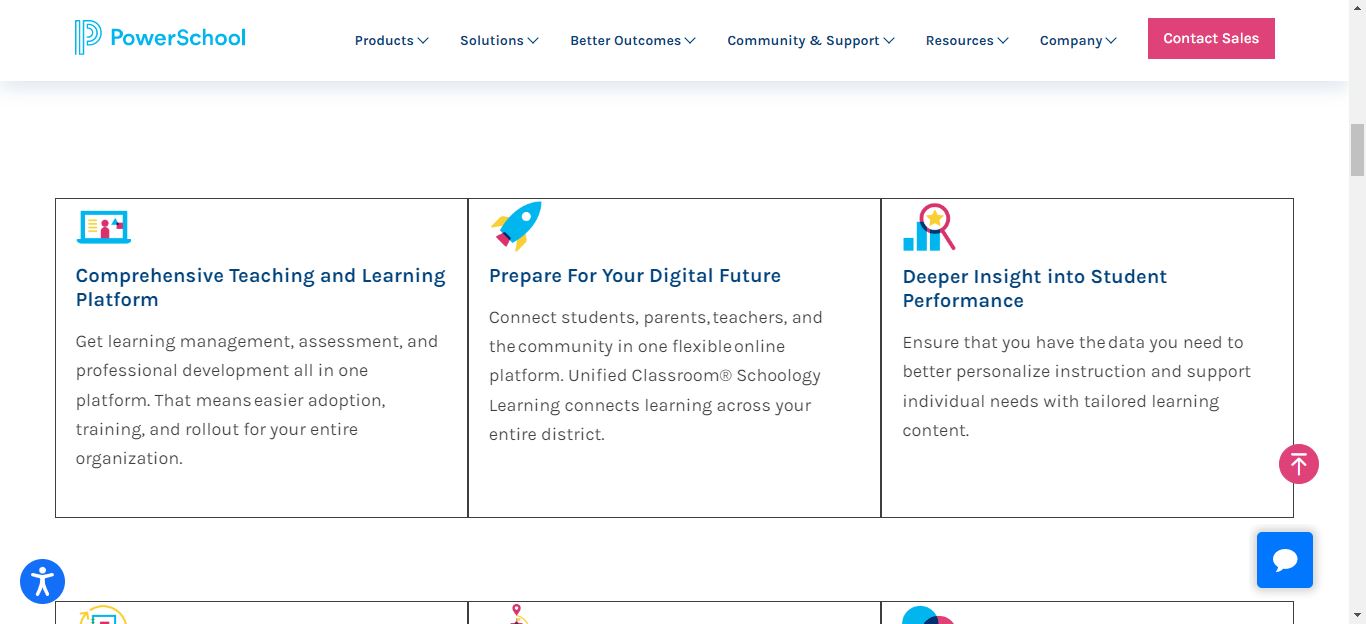 PowerSchool
Products
Solutions
Better Outcomes
Community & Support
Resources
Company
Contact Sales
Comprehensive Teaching and Learning
Platform
Get learning management, assessment, and
professional development all in one
platform. That means easier adoption,
training, and rollout for your entire
organization.
Prepare For Your Digital Future
Connect students, parents, teachers, and
the community in one flexible online
platform. Unified Classroom® Schoology
Learning connects learning across your
entire district.
Deeper Insight into Student
Performance
Ensure that you have the data you need to
better personalize instruction and support
individual needs with tailored learning
content.